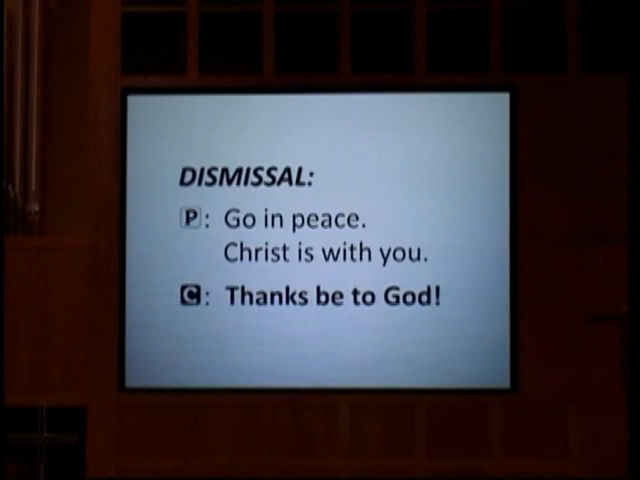 DISMISSAL:
P: Go in peace.
Christ is with you.
C: Thanks be to God!